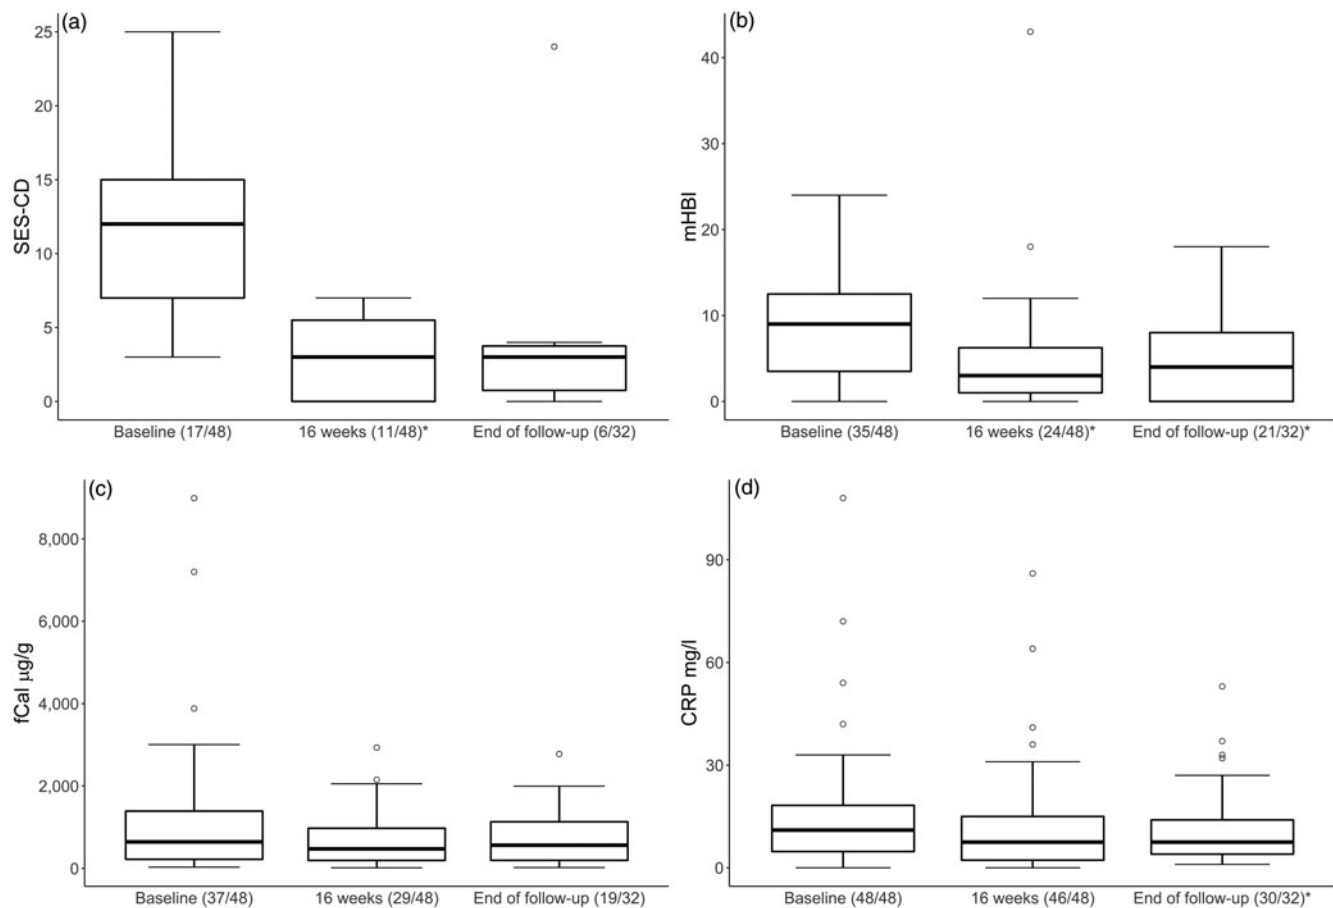 (a)
25
20
15
10
5
0
SES-CD
Baseline (17/48)
16 weeks (11/48)*
End of follow-up (6/32)
(b)
40
30
20
10
0
mHBI
Baseline (35/48)
16 weeks (24/48)*
End of follow-up (21/32)*
(c)
8,000
6,000
4,000
2,000
0
fCal μg/g
Baseline (37/48)
16 weeks (29/48)
End of follow-up (19/32)
(d)
90
60
30
0
CRP mg/l
Baseline (48/48)
16 weeks (46/48)
End of follow-up (30/32)*